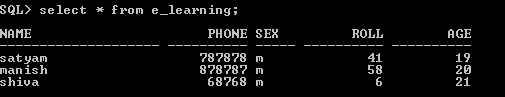 SQL> select * from e_learning;
NAME PHONE SEX ROLL AGE
satyam 787878 m 41 19
manish 878787 m 58 20
shiva 68768 m 6 21